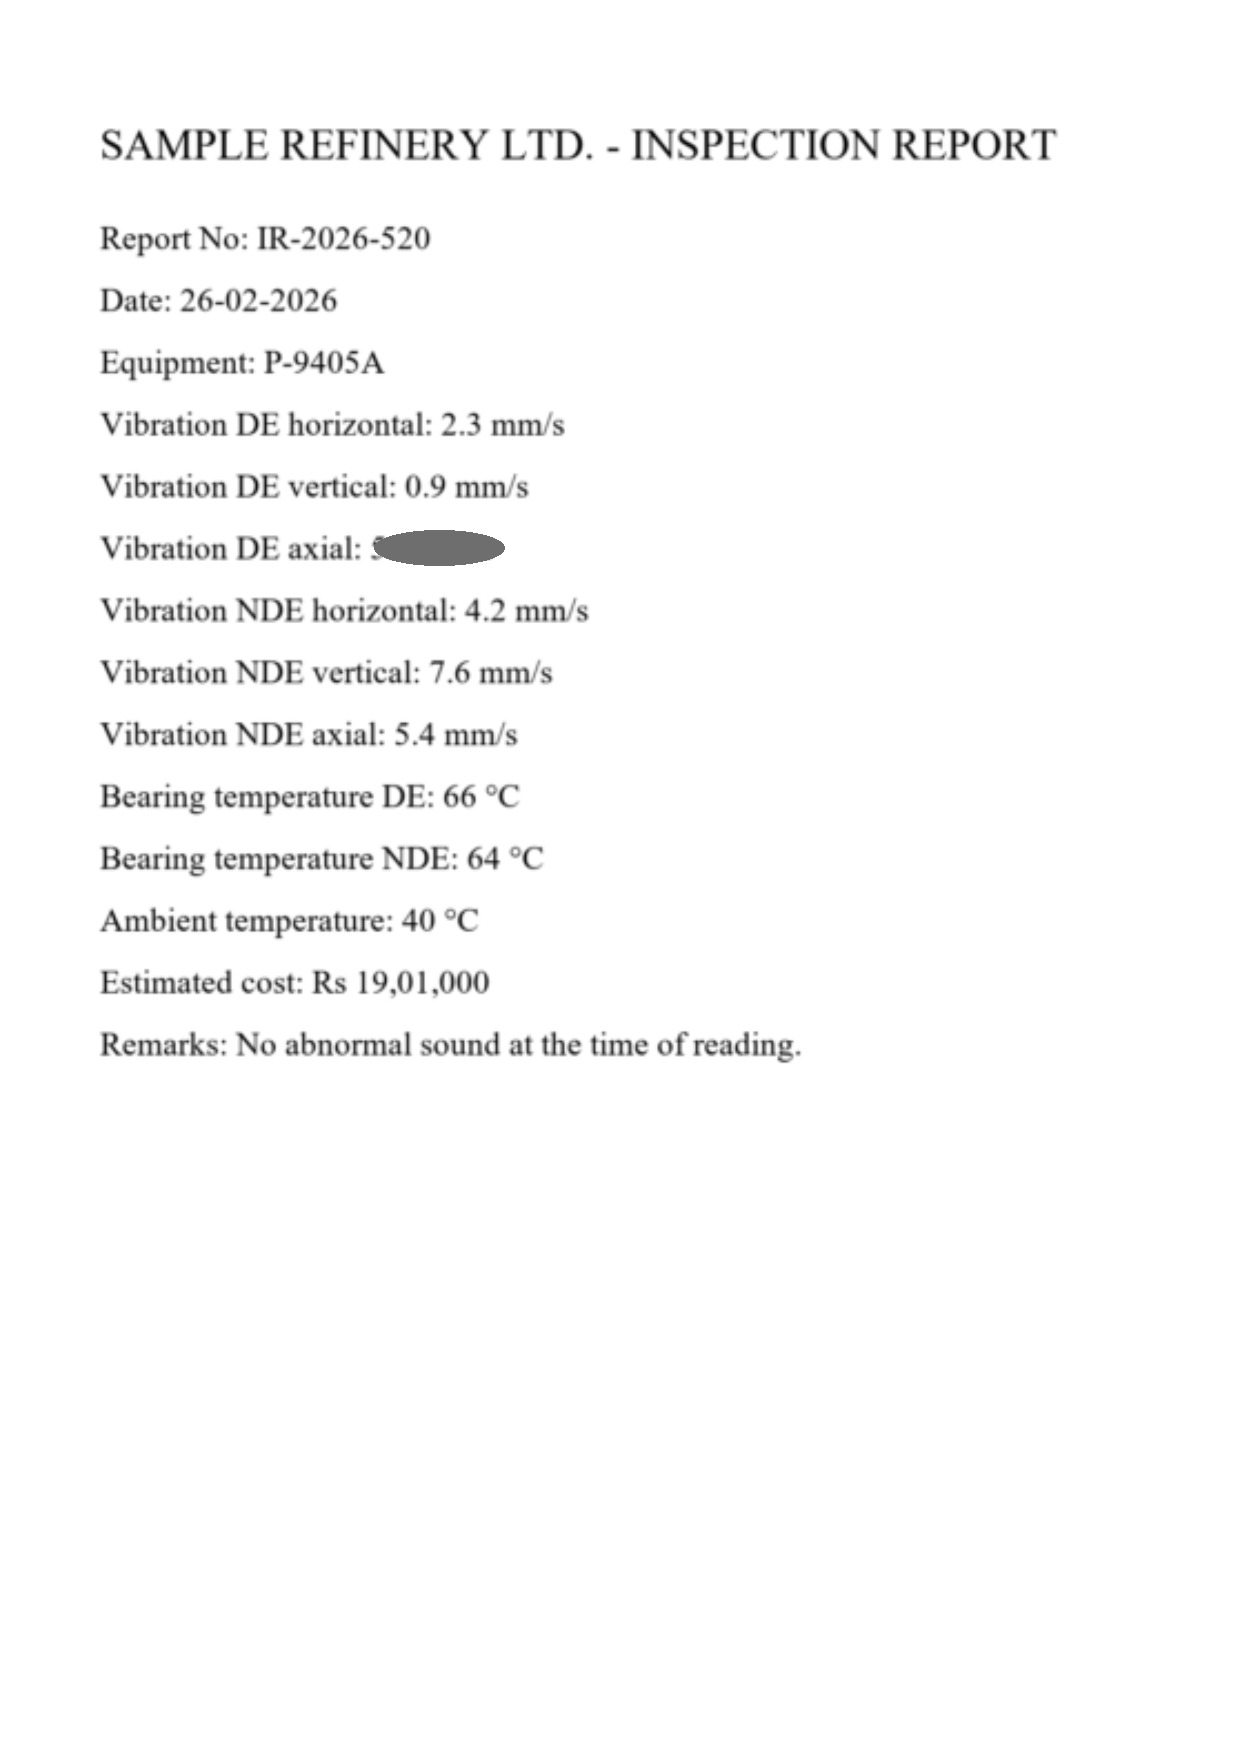 SAMPLE REFINERY LTD. - INSPECTION REPORT
Report No: IR-2026-520
Date: 26-02-2026
Equipment: P-9405A
Vibration DE horizontal: 2.3 mm/s
Vibration DE vertical: 0.9 mm/s
Vibration DE axial:
Vibration NDE horizontal: 4.2 mm/s
Vibration NDE vertical: 7.6 mm/s
Vibration NDE axial: 5.4 mm/s
Bearing temperature DE: 66 °C
Bearing temperature NDE: 64 °C
Ambient temperature: 40 °C
Estimated cost: Rs 19,01,000
Remarks: No abnormal sound at the time of reading.